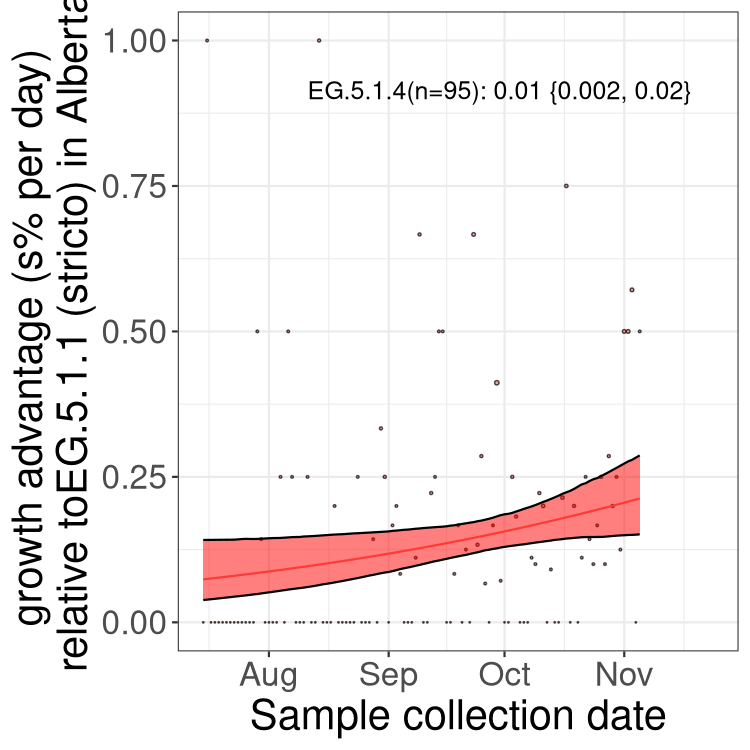 growth advantage (s% per day)
relative toEG.5.1.1 (stricto) in Alberta
1.00
EG.5.1.4(n=95): 0.01 {0.002, 0.02}
0.75
0.50
0.25
0.00
Aug Sep Oct Nov
Sample collection date